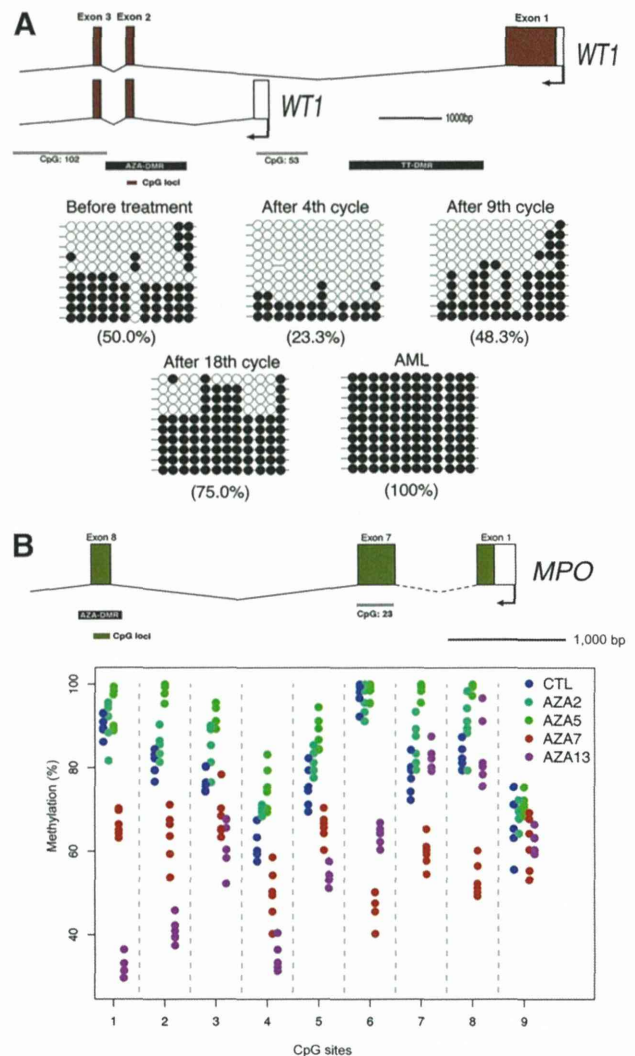 A
Exon 3 Exon 2
Exon 1
WT1
WT1
1000bp
CpG: 102
AZA-DMR
CpG: 53
TT-DMR
CpG loci
Before treatment
After 4th cycle
After 9th cycle
(50.0%)
(23.3%)
(48.3%)
After 18th cycle
AML
(75.0%)
(100%)
B
Exon 8
Exon 7
Exon 1
MPO
AZA-DMR
CpG: 23
CpG loci
1,000 bp
100
80
60
40
Methylation (%)
CTL
AZA2
AZA5
AZA7
AZA13
1 2 3 4 5 6 7 8 9
CpG sites